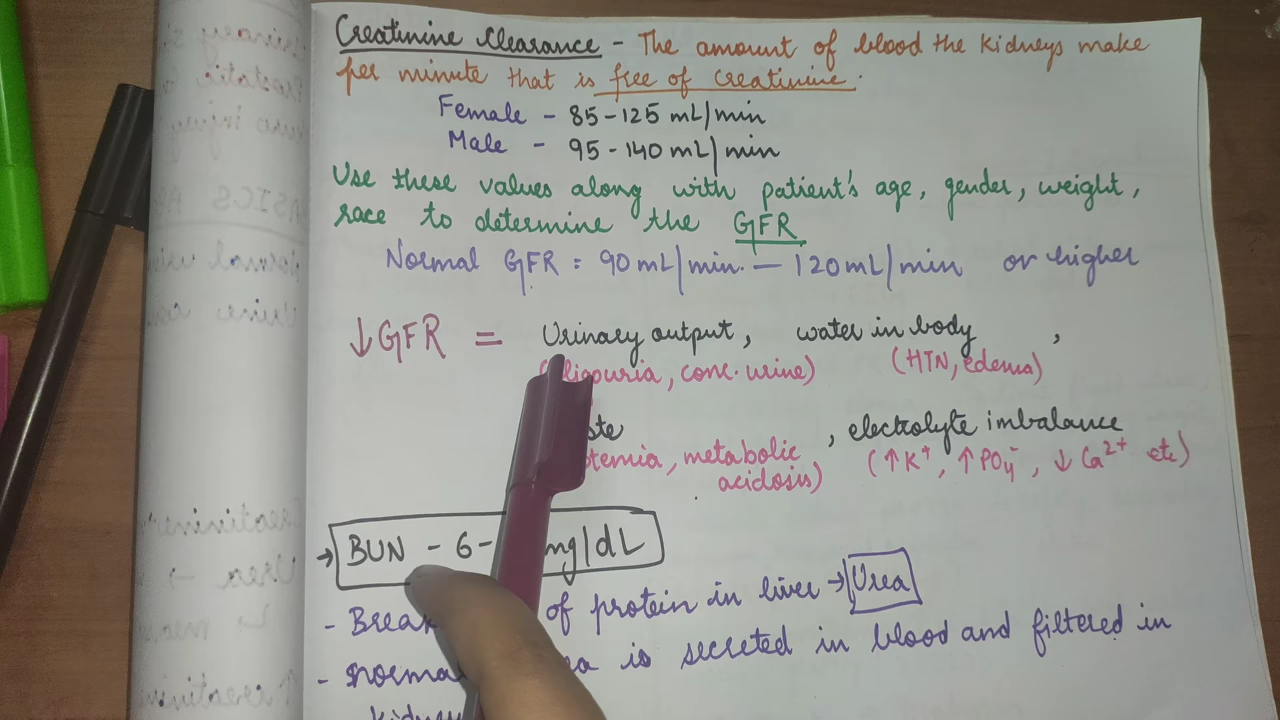 Creatinine Clearance - The amount of blood the kidneys make
per minute that is free of creatinine.
Female - 85-125 mL/min
Male - 95-140 mL/min
Use these values along with patient's age, gender, weight,
race to determine the GFR
Normal GFR = 90 mL/min. — 120 mL/min or higher
↓GFR = Urinary output, water in body ,
conc. urine) (HTN, edema)
, electrolyte imbalance
metabolic (↑K⁺, ↑PO₄⁻, ↓Ca²⁺ etc)
acidosis)
→ BUN - 6- mg/dL
- of protein in liver → Urea
- is secreted in blood and filtered in